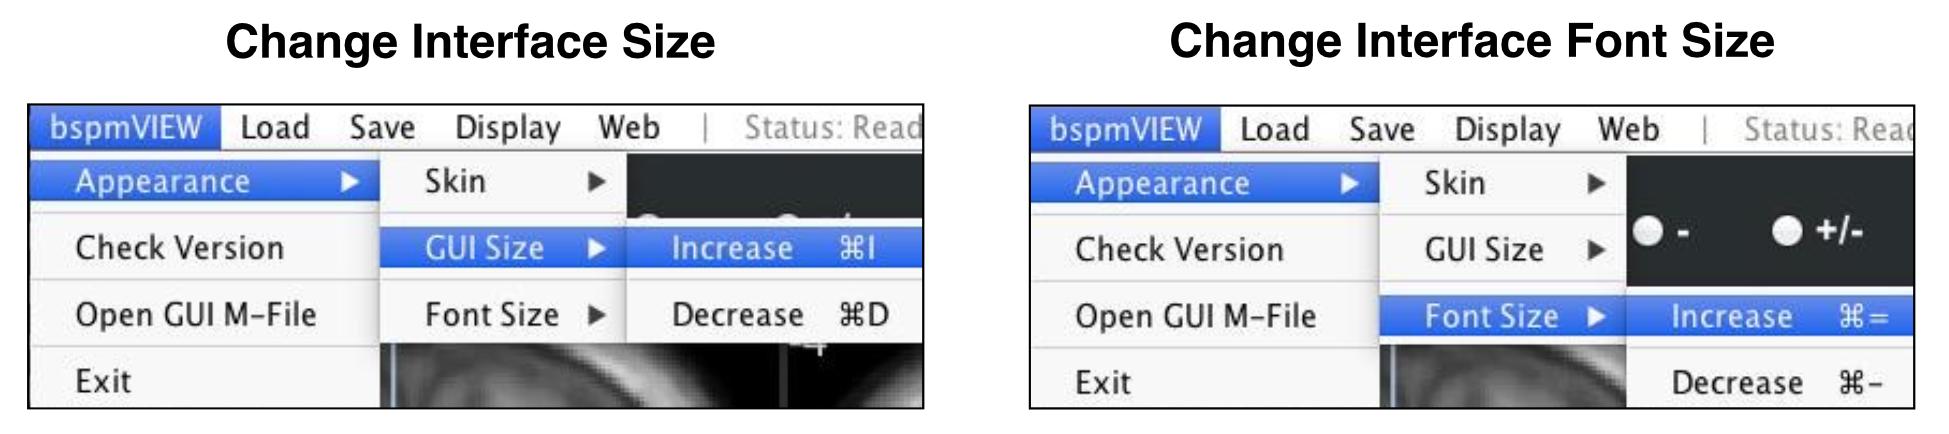 Change Interface Size
bspmVIEW Load Save Display Web | Status: Read
Appearance ▶ Skin ▶
Check Version GUI Size ▶ Increase ⌘I
Open GUI M-File Font Size ▶ Decrease ⌘D
-4
Exit
Change Interface Font Size
bspmVIEW Load Save Display Web | Status: Read
Appearance ▶ Skin ▶
- +/-
Check Version GUI Size ▶
Open GUI M-File Font Size ▶ Increase ⌘=
Exit Decrease ⌘-